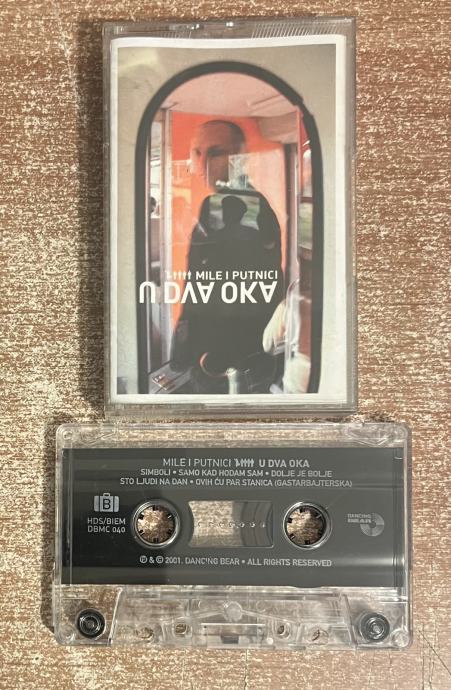 MILE I PUTNICI
U DVA OKA
MILE I PUTNICI U DVA OKA
SIMBOLI • SAMO KAD HODAM SAM • DOLJE JE BOLJE
STO LJUDI NA DAN • OVIH ĆU PAR STANICA (GASTARBAJTERSKA)
B
HDS/BIEM
DBMC 040
DANCING
BEAR
℗ & © 2001. DANCING BEAR • ALL RIGHTS RESERVED